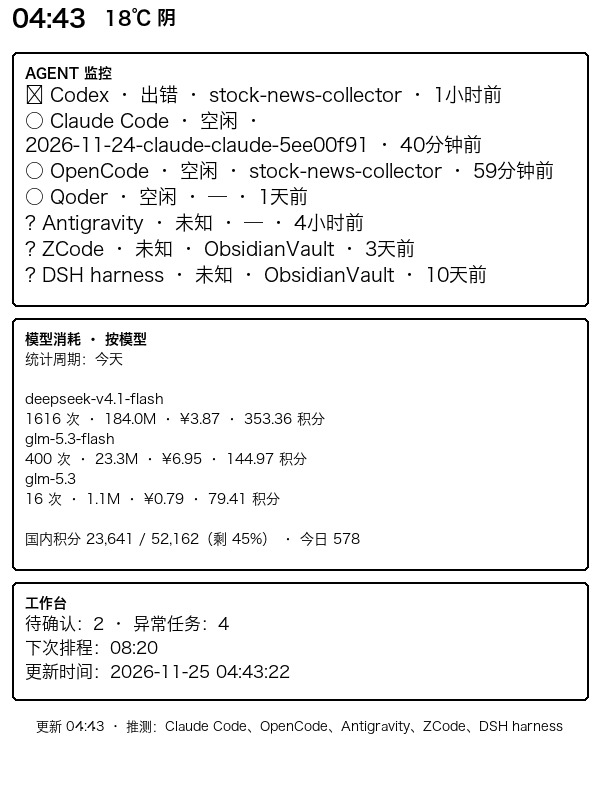 04:43 18℃ 阴
AGENT 监控
☒ Codex · 出错 · stock-news-collector · 1小时前
○ Claude Code · 空闲 ·
2026-11-24-claude-claude-5ee00f91 · 40分钟前
○ OpenCode · 空闲 · stock-news-collector · 59分钟前
○ Qoder · 空闲 · — · 1天前
? Antigravity · 未知 · — · 4小时前
? ZCode · 未知 · ObsidianVault · 3天前
? DSH harness · 未知 · ObsidianVault · 10天前
模型消耗 · 按模型
统计周期：今天
deepseek-v4.1-flash
1616 次 · 184.0M · ¥3.87 · 353.36 积分
glm-5.3-flash
400 次 · 23.3M · ¥6.95 · 144.97 积分
glm-5.3
16 次 · 1.1M · ¥0.79 · 79.41 积分
国内积分 23,641 / 52,162（剩 45%） · 今日 578
工作台
待确认：2 · 异常任务：4
下次排程：08:20
更新时间：2026-11-25 04:43:22
更新 04:43 · 推测：Claude Code、OpenCode、Antigravity、ZCode、DSH harness